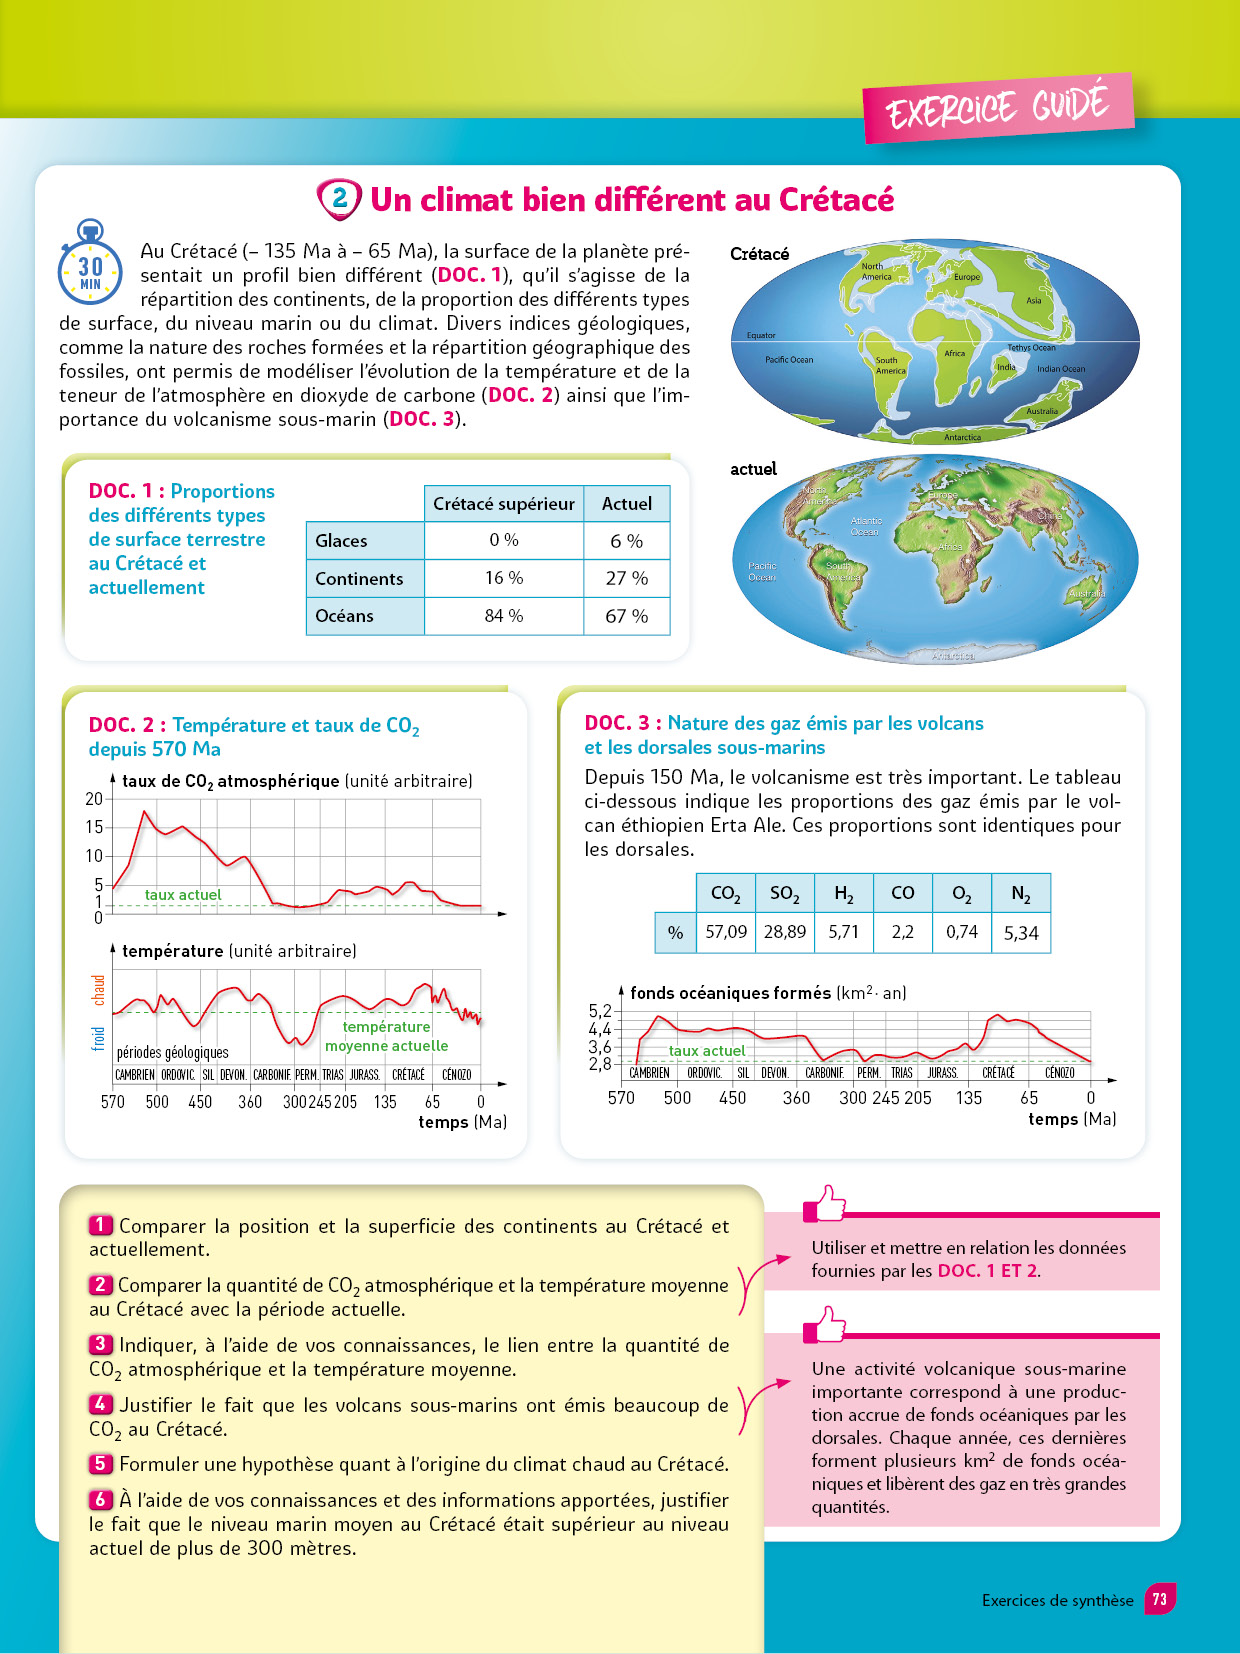 EXERCICE GUIDÉ
2 Un climat bien différent au Crétacé
30
MIN
Au Crétacé (– 135 Ma à – 65 Ma), la surface de la planète pré-
sentait un profil bien différent (DOC. 1), qu'il s'agisse de la
répartition des continents, de la proportion des différents types
de surface, du niveau marin ou du climat. Divers indices géologiques,
comme la nature des roches formées et la répartition géographique des
fossiles, ont permis de modéliser l'évolution de la température et de la
teneur de l'atmosphère en dioxyde de carbone (DOC. 2) ainsi que l'im-
portance du volcanisme sous-marin (DOC. 3).
Crétacé
North
America
Europe
Asia
Equator
Pacific Ocean
South
America
Africa
Tethys Ocean
India
Indian Ocean
Australia
Antarctica
actuel
North
America
Europe
China
Atlantic
Ocean
Africa
Pacific
Ocean
South
America
Australia
Antarctica
DOC. 1 : Proportions
des différents types
de surface terrestre
au Crétacé et
actuellement
Crétacé supérieur Actuel
Glaces 0 % 6 %
Continents 16 % 27 %
Océans 84 % 67 %
DOC. 2 : Température et taux de CO₂
depuis 570 Ma
taux de CO₂ atmosphérique (unité arbitraire)
20
15
10
5
1
0
taux actuel
température (unité arbitraire)
chaud
froid
température
moyenne actuelle
périodes géologiques
CAMBRIEN ORDOVIC. SIL DEVON. CARBONIF. PERM. TRIAS JURASS. CRÉTACÉ CÉNOZO
570 500 450 360 300 245 205 135 65 0
temps (Ma)
DOC. 3 : Nature des gaz émis par les volcans
et les dorsales sous-marins
Depuis 150 Ma, le volcanisme est très important. Le tableau
ci-dessous indique les proportions des gaz émis par le vol-
can éthiopien Erta Ale. Ces proportions sont identiques pour
les dorsales.
CO₂ SO₂ H₂ CO O₂ N₂
% 57,09 28,89 5,71 2,2 0,74 5,34
fonds océaniques formés (km² · an)
5,2
4,4
3,6
2,8
taux actuel
CAMBRIEN ORDOVIC. SIL DEVON. CARBONIF. PERM. TRIAS JURASS. CRÉTACÉ CÉNOZO
570 500 450 360 300 245 205 135 65 0
temps (Ma)
1 Comparer la position et la superficie des continents au Crétacé et
actuellement.
2 Comparer la quantité de CO₂ atmosphérique et la température moyenne
au Crétacé avec la période actuelle.
3 Indiquer, à l'aide de vos connaissances, le lien entre la quantité de
CO₂ atmosphérique et la température moyenne.
4 Justifier le fait que les volcans sous-marins ont émis beaucoup de
CO₂ au Crétacé.
5 Formuler une hypothèse quant à l'origine du climat chaud au Crétacé.
6 À l'aide de vos connaissances et des informations apportées, justifier
le fait que le niveau marin moyen au Crétacé était supérieur au niveau
actuel de plus de 300 mètres.
Utiliser et mettre en relation les données
fournies par les DOC. 1 ET 2.
Une activité volcanique sous-marine
importante correspond à une produc-
tion accrue de fonds océaniques par les
dorsales. Chaque année, ces dernières
forment plusieurs km² de fonds océa-
niques et libèrent des gaz en très grandes
quantités.
Exercices de synthèse 73